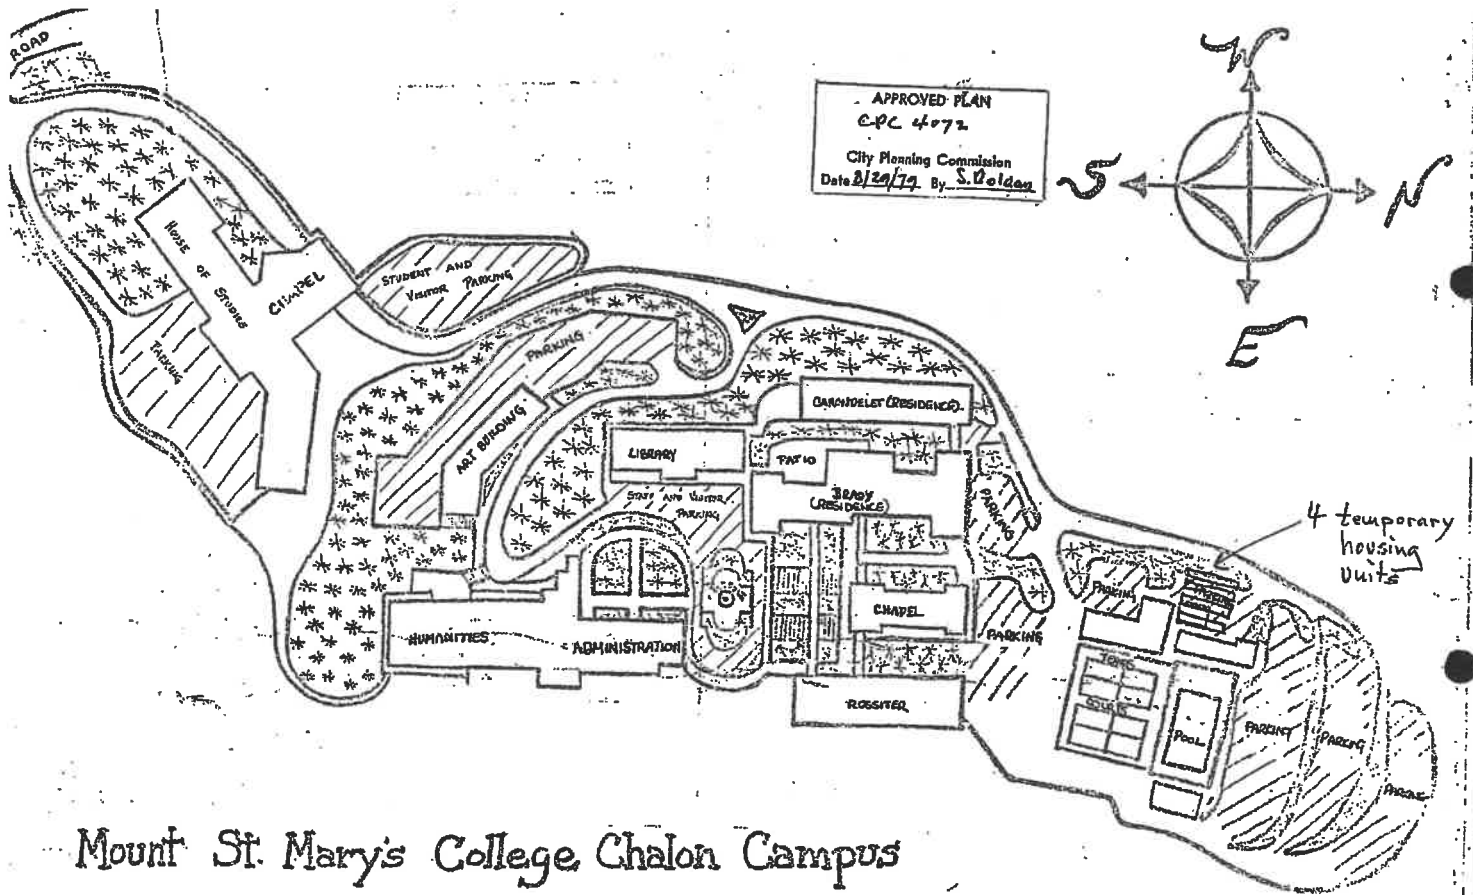 ROAD
W
APPROVED PLAN
CPC 4072
City Planning Commission
Date 8/29/79 By S. Bolden
S
N
E
HOUSE
OF
STUDIES
CHAPEL
STUDENT AND
VISITOR PARKING
PARKING
PARKING
ART BUILDING
CARANDELET (RESIDENCE)
LIBRARY
PATIO
BRADY
(RESIDENCE)
STAFF AND VISITOR
PARKING
PARKING
4 temporary
housing
units
PARKING
CHAPEL
PARKING
HUMANITIES
ADMINISTRATION
ROSSITER
TENNIS
COURTS
POOL
PARKING
PARKING
PARKING
Mount St. Mary's College Chalon Campus